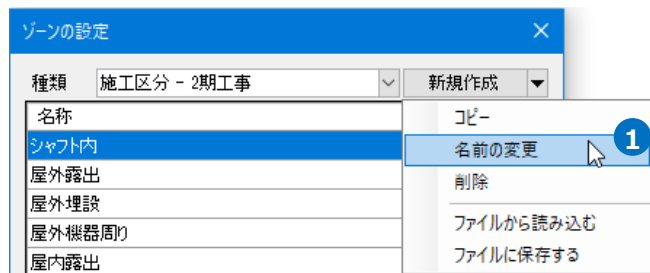 ゾーンの設定
種類 施工区分 - 2期工事 新規作成
名称
シャフト内
屋外露出
屋外埋設
屋外機器周り
屋内露出
コピー
名前の変更 1
削除
ファイルから読み込む
ファイルに保存する